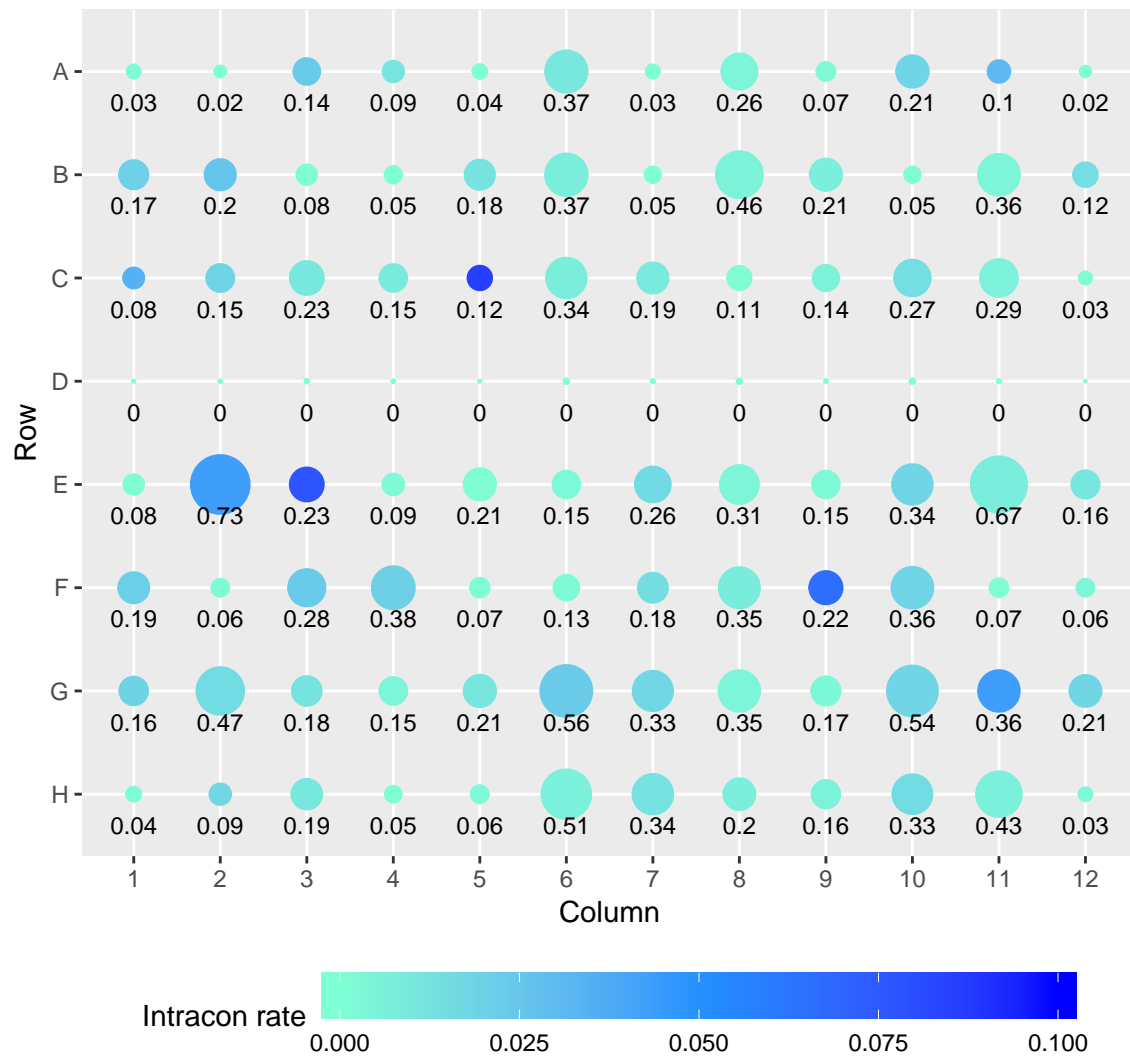 A
0.03 0.02 0.14 0.09 0.04 0.37 0.03 0.26 0.07 0.21 0.1 0.02
B
0.17 0.2 0.08 0.05 0.18 0.37 0.05 0.46 0.21 0.05 0.36 0.12
C
0.08 0.15 0.23 0.15 0.12 0.34 0.19 0.11 0.14 0.27 0.29 0.03
D
0 0 0 0 0 0 0 0 0 0 0 0
Row
E
0.08 0.73 0.23 0.09 0.21 0.15 0.26 0.31 0.15 0.34 0.67 0.16
F
0.19 0.06 0.28 0.38 0.07 0.13 0.18 0.35 0.22 0.36 0.07 0.06
G
0.16 0.47 0.18 0.15 0.21 0.56 0.33 0.35 0.17 0.54 0.36 0.21
H
0.04 0.09 0.19 0.05 0.06 0.51 0.34 0.2 0.16 0.33 0.43 0.03
1 2 3 4 5 6 7 8 9 10 11 12
Column
Intracon rate
0.000 0.025 0.050 0.075 0.100